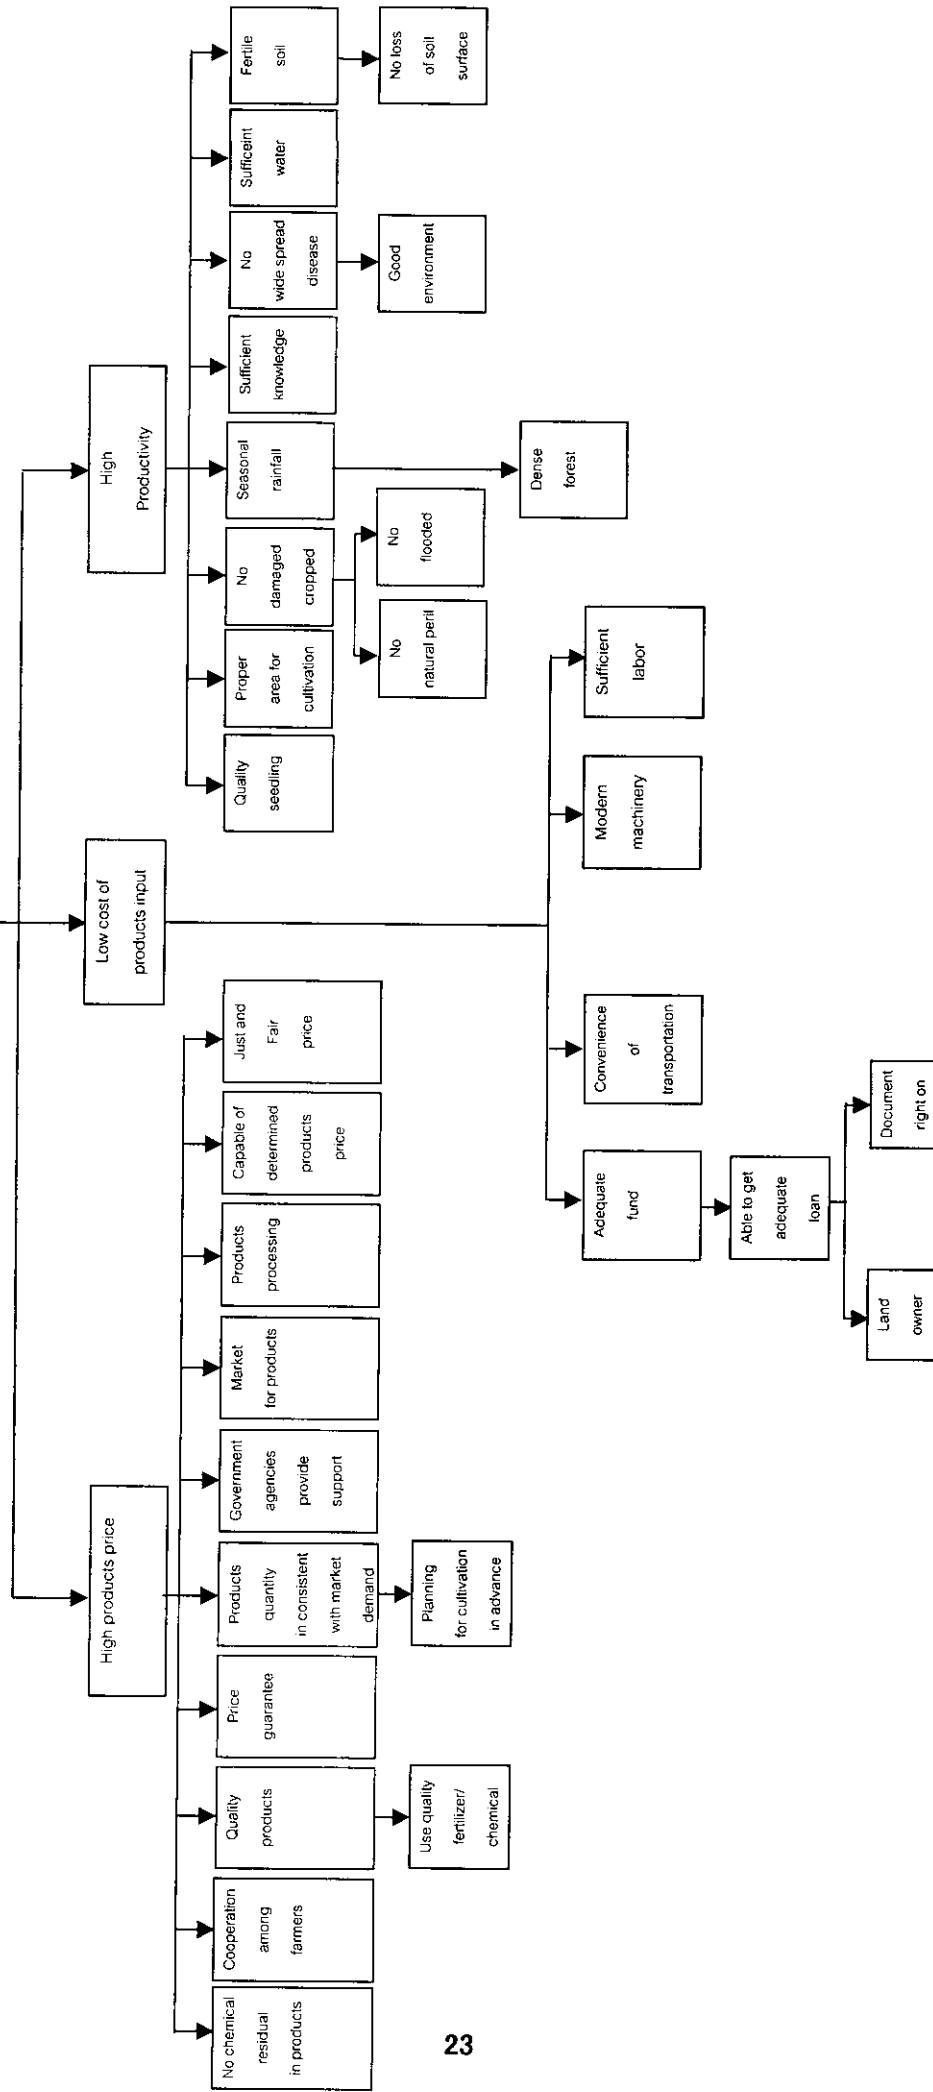 High products price
Low cost of
products input
High
Productivity
No chemical
residual
in products
Cooperation
among
farmers
Quality
products
Price
guarantee
Products
quantity
in consistent
with market
demand
Government
agencies
provide
support
Market
for products
Products
processing
Capable of
determined
products
price
Just and
Fair
price
Quality
seedling
Proper
area for
cultivation
No
damaged
cropped
Seasonal
rainfall
Sufficient
knowledge
No
wide spread
disease
Sufficeint
water
Fertile
soil
Use quality
fertilizer/
chemical
Planning
for cultivation
in advance
No
natural peril
No
flooded
Good
environment
No loss
of soil
surface
Dense
forest
Adequate
fund
Convenience
of
transportation
Modern
machinery
Sufficient
labor
Able to get
adequate
loan
Land
owner
Document
right on
23